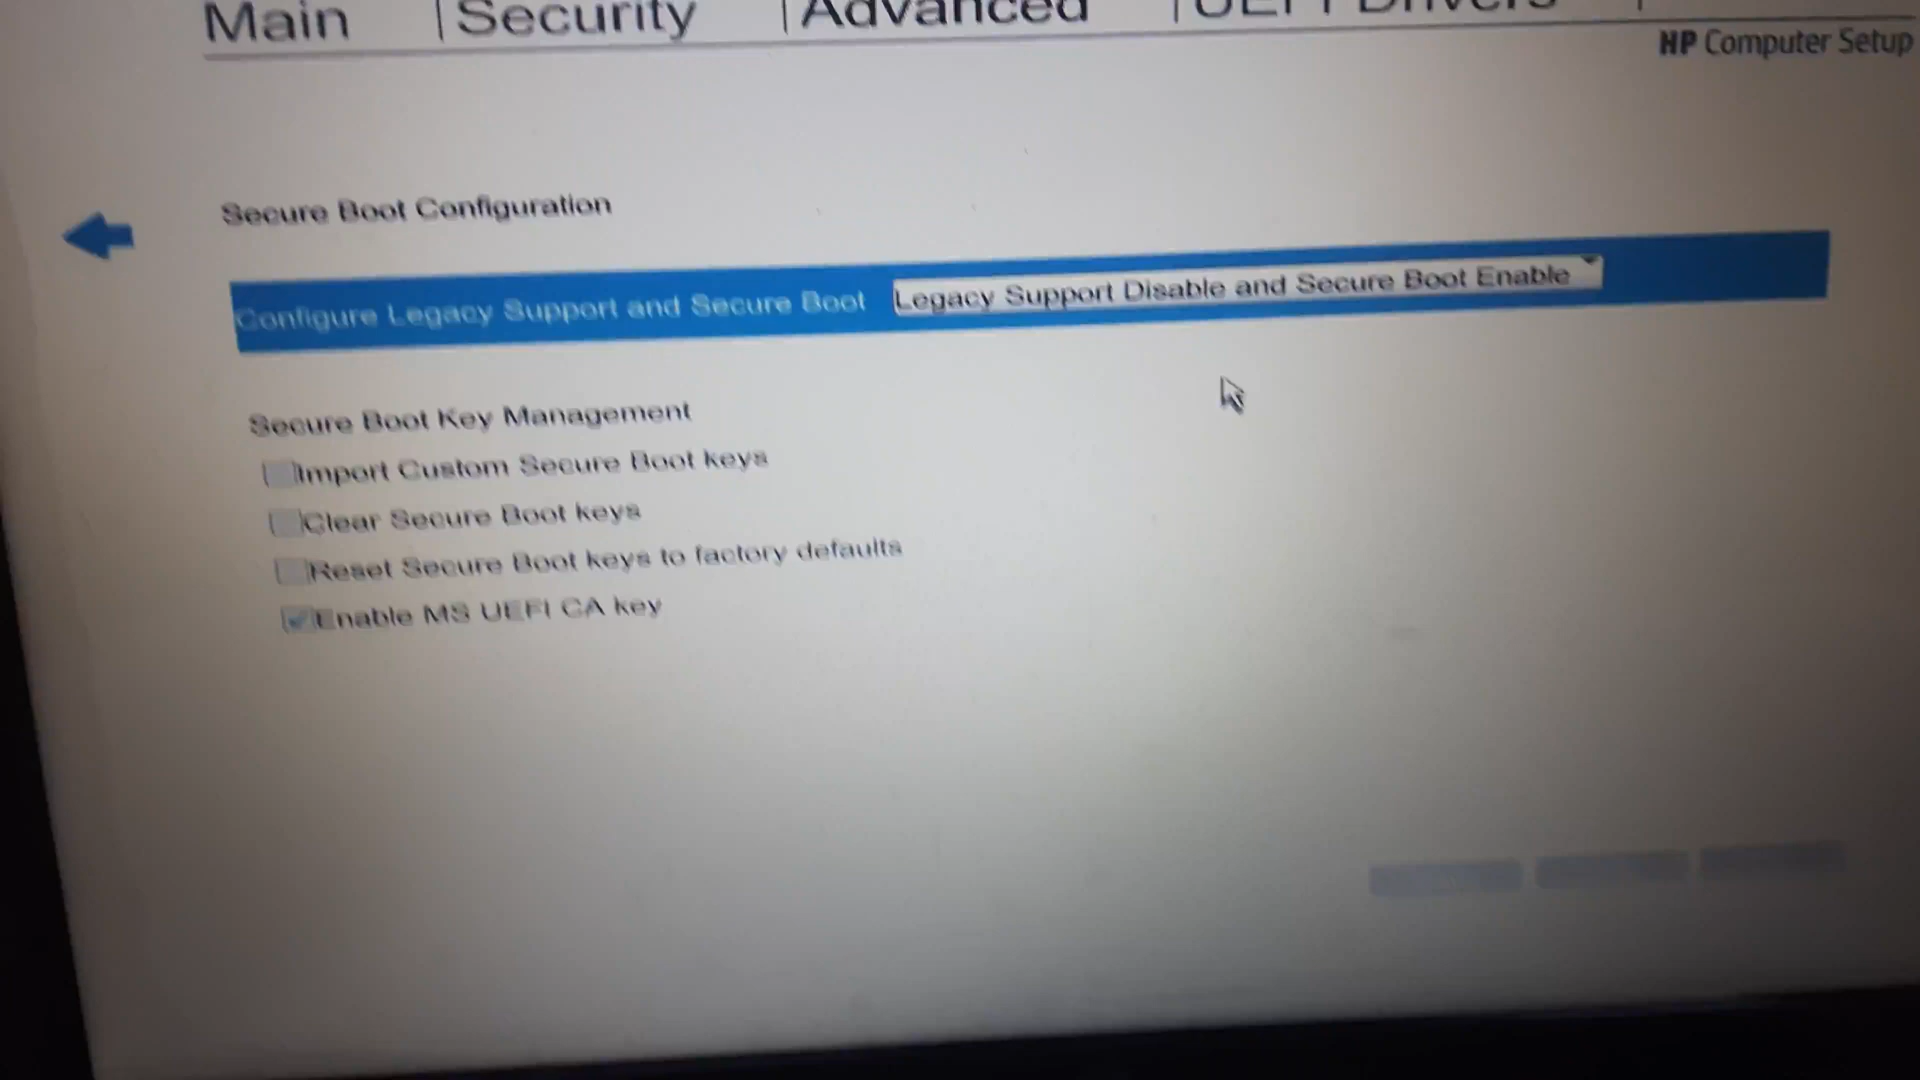 Main | Security | Advanced | UEFI Drivers |
HP Computer Setup
Secure Boot Configuration
Configure Legacy Support and Secure Boot Legacy Support Disable and Secure Boot Enable
Secure Boot Key Management
Import Custom Secure Boot keys
Clear Secure Boot keys
Reset Secure Boot keys to factory defaults
Enable MS UEFI CA key